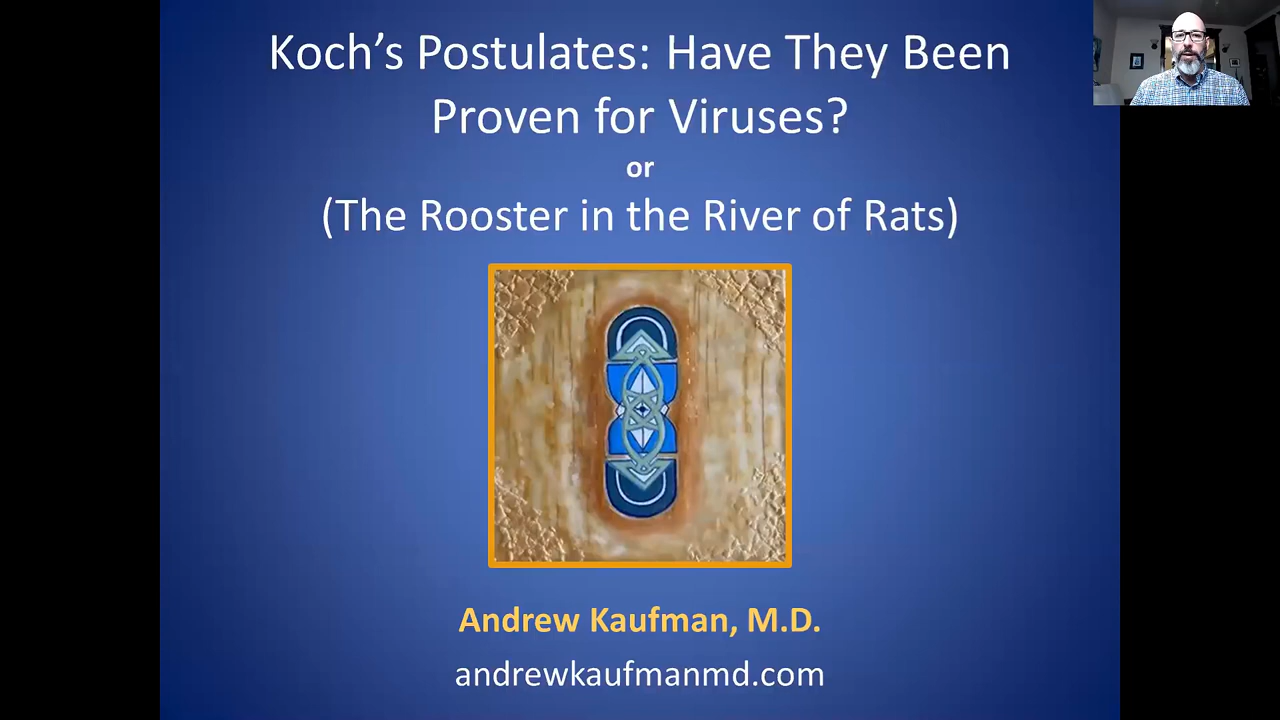 Koch’s Postulates: Have They Been
Proven for Viruses?
or
(The Rooster in the River of Rats)
Andrew Kaufman, M.D.
andrewkaufmanmd.com